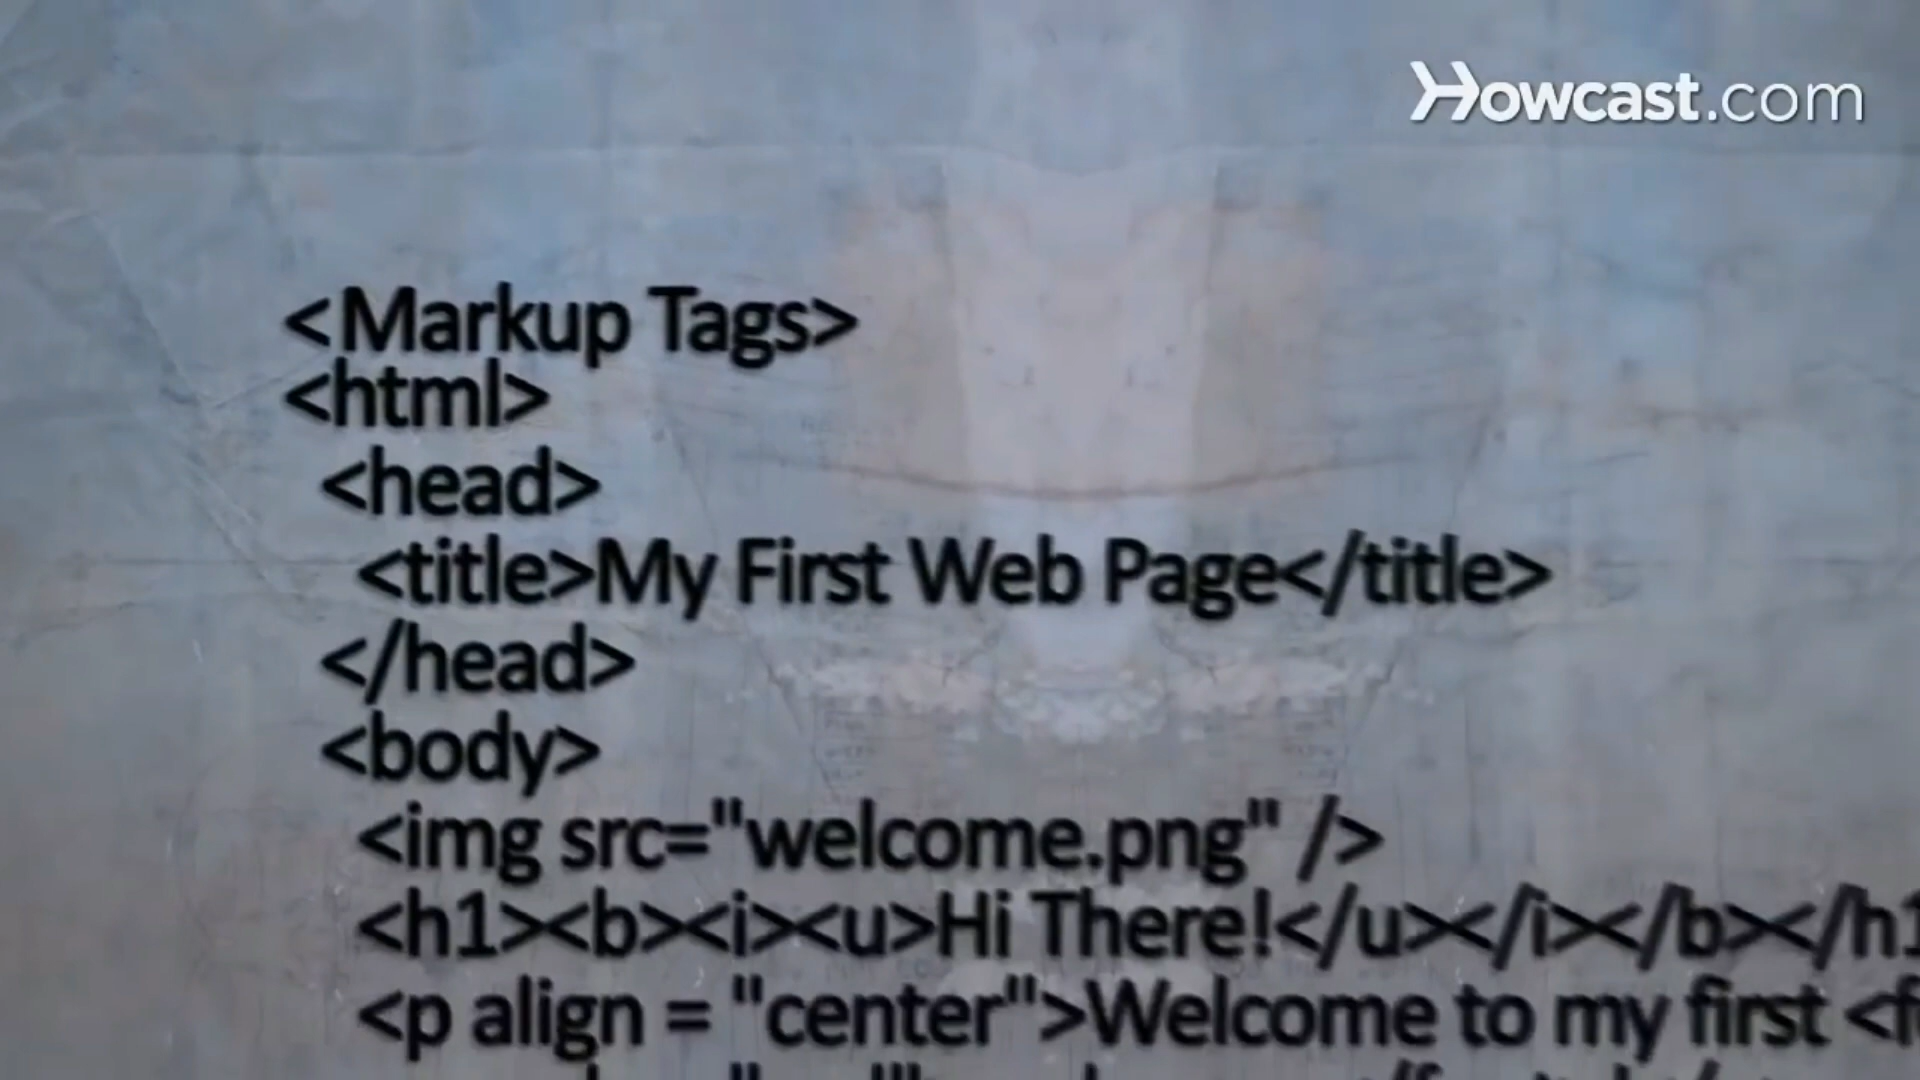 Howcast.com
<Markup Tags>
<html>
<head>
<title>My First Web Page</title>
</head>
<body>
<img src="welcome.png" />
<h1><b><i><u>Hi There!</u></i></b></h1
<p align = "center">Welcome to my first <f